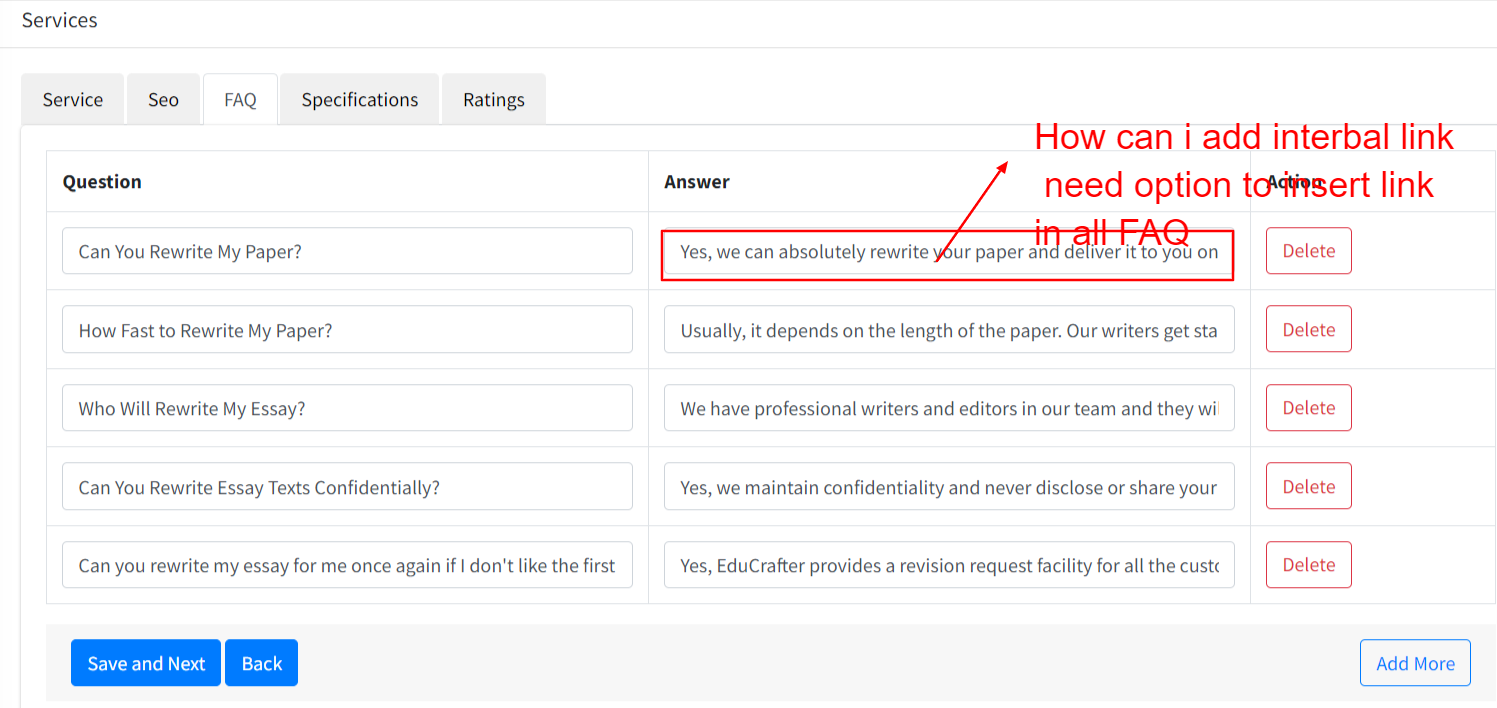 Services
Service Seo FAQ Specifications Ratings
How can i add interbal link
need option to insert link
in all FAQ
Question Answer Action
Can You Rewrite My Paper? Yes, we can absolutely rewrite your paper and deliver it to you on Delete
How Fast to Rewrite My Paper? Usually, it depends on the length of the paper. Our writers get sta Delete
Who Will Rewrite My Essay? We have professional writers and editors in our team and they wil Delete
Can You Rewrite Essay Texts Confidentially? Yes, we maintain confidentiality and never disclose or share your Delete
Can you rewrite my essay for me once again if I don't like the first Yes, EduCrafter provides a revision request facility for all the custo Delete
Save and Next Back Add More